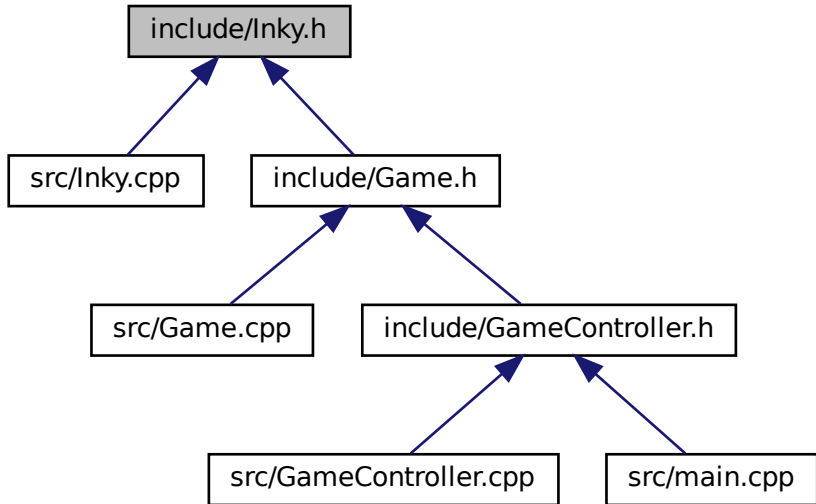 include/Inky.h
src/Inky.cpp
include/Game.h
src/Game.cpp
include/GameController.h
src/GameController.cpp
src/main.cpp